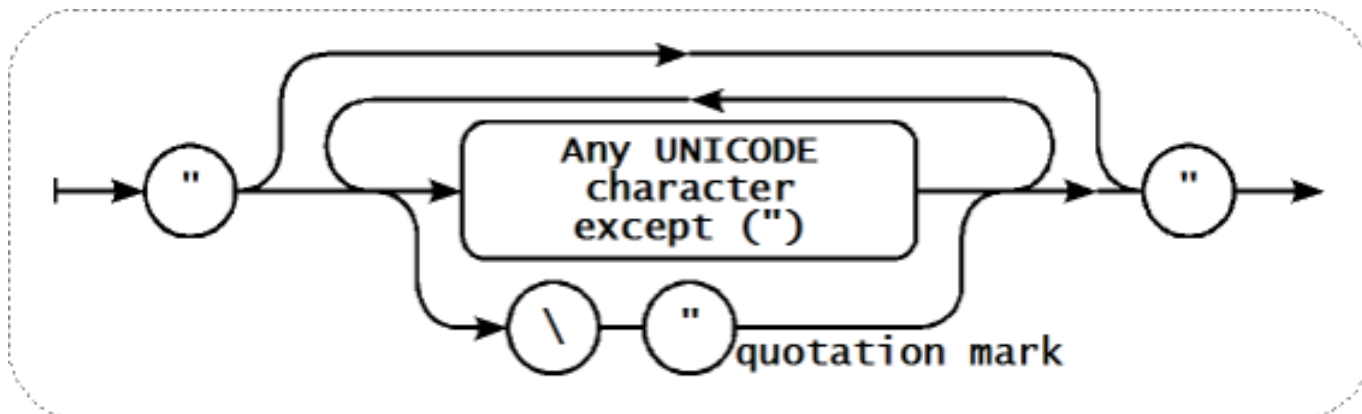 "
Any UNICODE
character
except (")
"
\
"
quotation mark